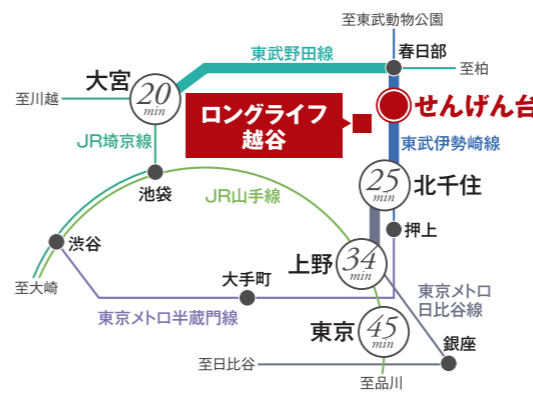 至東武動物公園
東武野田線
春日部
至柏
大宮
20
min
至川越
せんげん台
ロングライフ
越谷
JR埼京線
東武伊勢崎線
25
min
北千住
池袋
JR山手線
押上
渋谷
上野
34
min
大手町
至大崎
東京メトロ
日比谷線
東京メトロ半蔵門線
東京
45
min
銀座
至日比谷
至品川